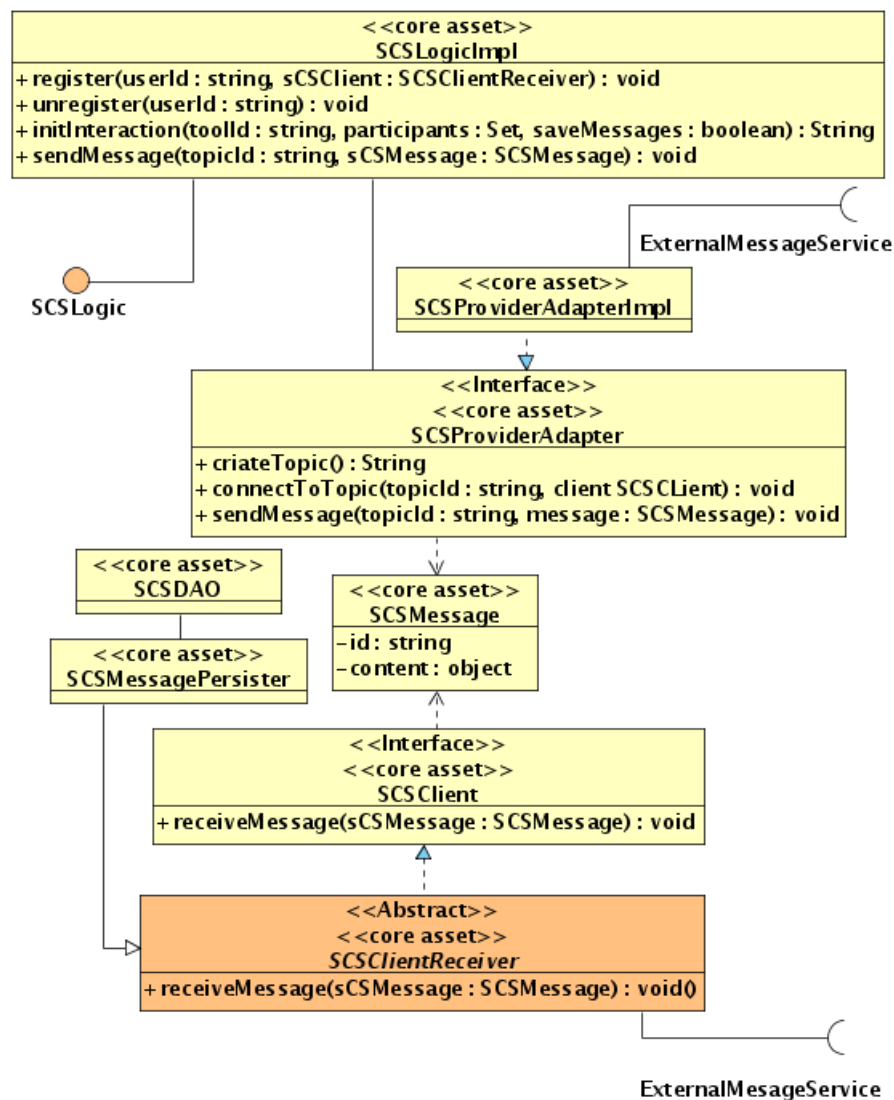 <<core asset>>
SCSLogicImpl
+ register(userId : string, sCSClient : SCSClientReceiver) : void
+ unregister(userId : string) : void
+ initInteraction(toolId : string, participants : Set, saveMessages : boolean) : String
+ sendMessage(topicId : string, sCSMessage : SCSMessage) : void
ExternalMessageService
SCSLogic
<<core asset>>
SCSProviderAdapterImpl
<<Interface>>
<<core asset>>
SCSProviderAdapter
+ criateTopic() : String
+ connectToTopic(topicId : string, client SCSCLient) : void
+ sendMessage(topicId : string, message : SCSMessage) : void
<<core asset>>
SCSDAO
<<core asset>>
SCSMessage
- id : string
- content : object
<<core asset>>
SCSMessagePersister
<<Interface>>
<<core asset>>
SCSClient
+ receiveMessage(sCSMessage : SCSMessage) : void
<<Abstract>>
<<core asset>>
SCSClientReceiver
+ receiveMessage(sCSMessage : SCSMessage) : void()
ExternalMesageService